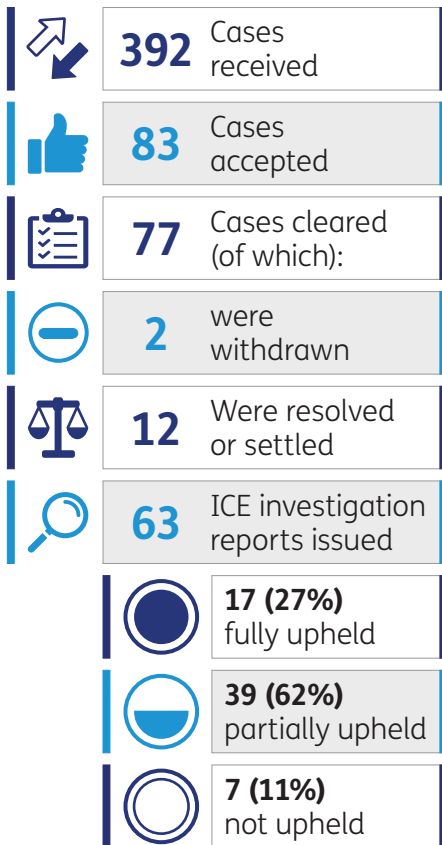 392 Cases
received
83 Cases
accepted
77 Cases cleared
(of which):
2 were
withdrawn
12 Were resolved
or settled
63 ICE investigation
reports issued
17 (27%)
fully upheld
39 (62%)
partially upheld
7 (11%)
not upheld